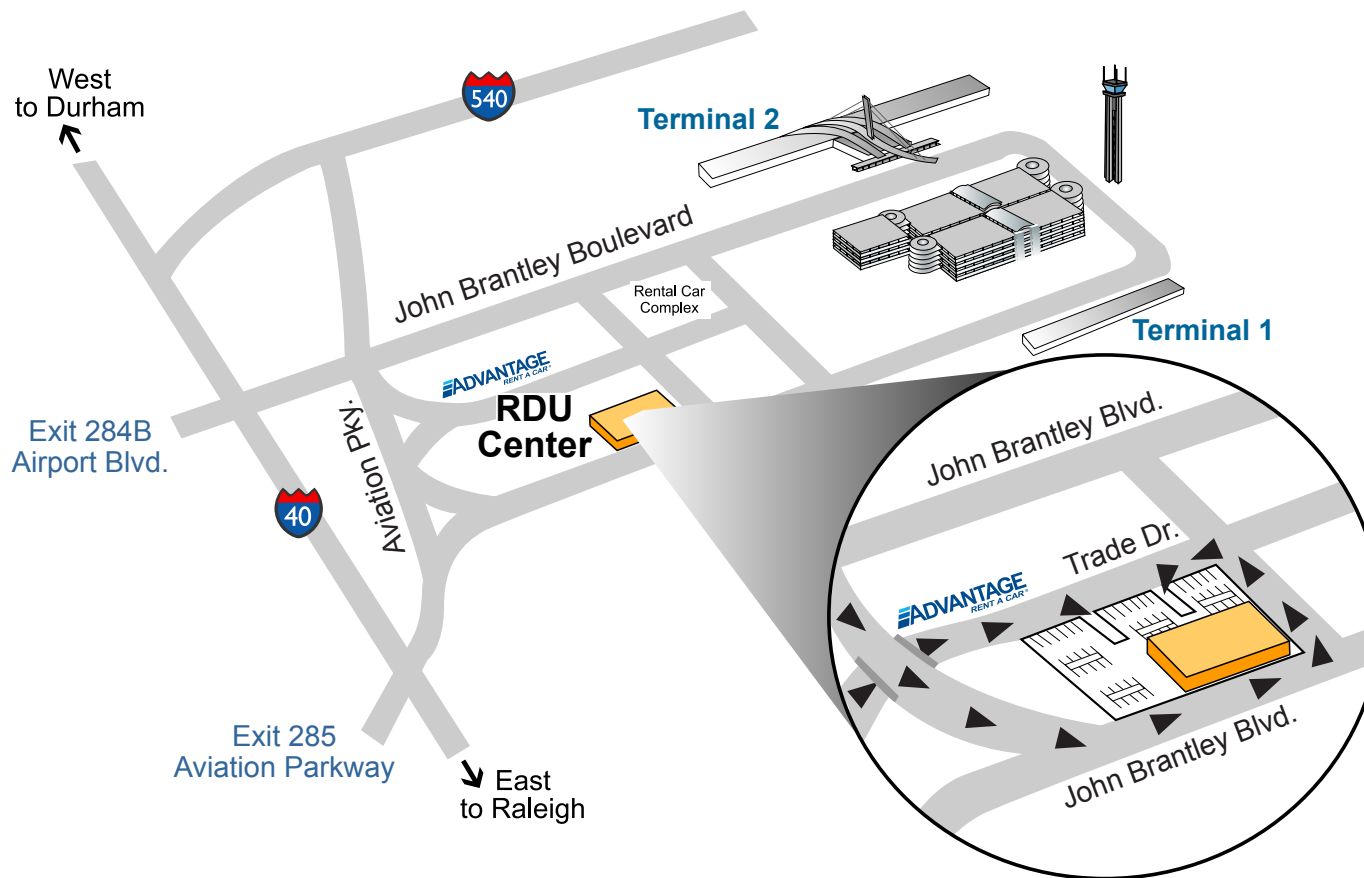 West
to Durham
540
Terminal 2
John Brantley Boulevard
Rental Car
Complex
Terminal 1
ADVANTAGE
RENT A CAR®
RDU
Center
Exit 284B
Airport Blvd.
Aviation Pky.
40
Exit 285
Aviation Parkway
East
to Raleigh
John Brantley Blvd.
Trade Dr.
ADVANTAGE
RENT A CAR®
John Brantley Blvd.